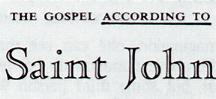 THE GOSPEL ACCORDING TO
Saint John